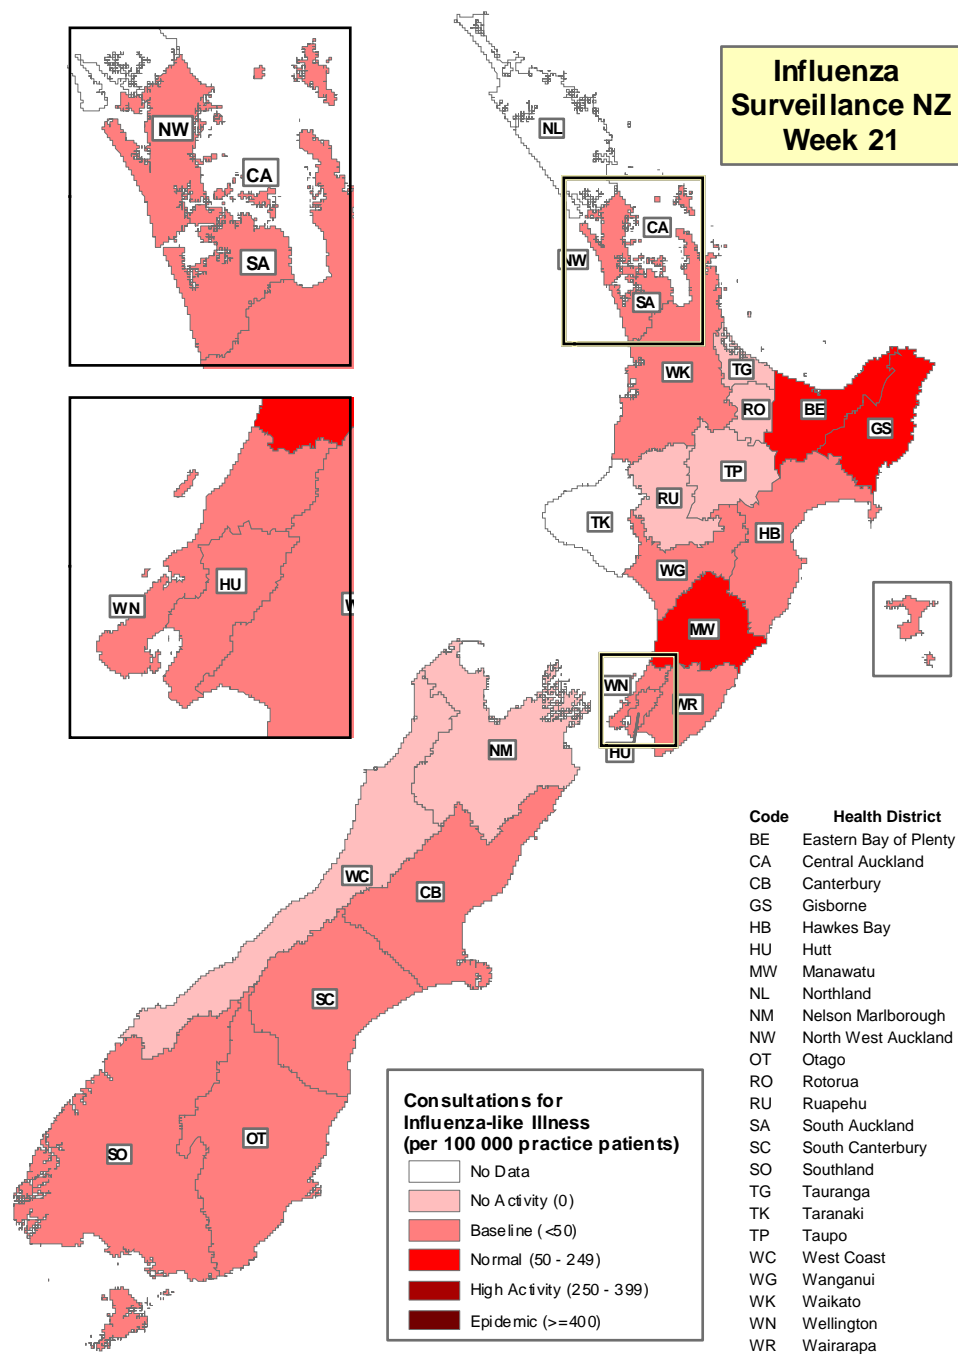 Influenza
Surveillance NZ
Week 21
NW
CA
SA
NL
CA
NW
SA
WK
TG
RO
BE
GS
TP
RU
TK
HB
WG
MW
HU
WN
W
WN
WR
HU
NM
WC
CB
SC
OT
SO
Consultations for
Influenza-like Illness
(per 100 000 practice patients)
No Data
No Activity (0)
Baseline (<50)
Normal (50 - 249)
High Activity (250 - 399)
Epidemic (>=400)
Code Health District
BE Eastern Bay of Plenty
CA Central Auckland
CB Canterbury
GS Gisborne
HB Hawkes Bay
HU Hutt
MW Manawatu
NL Northland
NM Nelson Marlborough
NW North West Auckland
OT Otago
RO Rotorua
RU Ruapehu
SA South Auckland
SC South Canterbury
SO Southland
TG Tauranga
TK Taranaki
TP Taupo
WC West Coast
WG Wanganui
WK Waikato
WN Wellington
WR Wairarapa